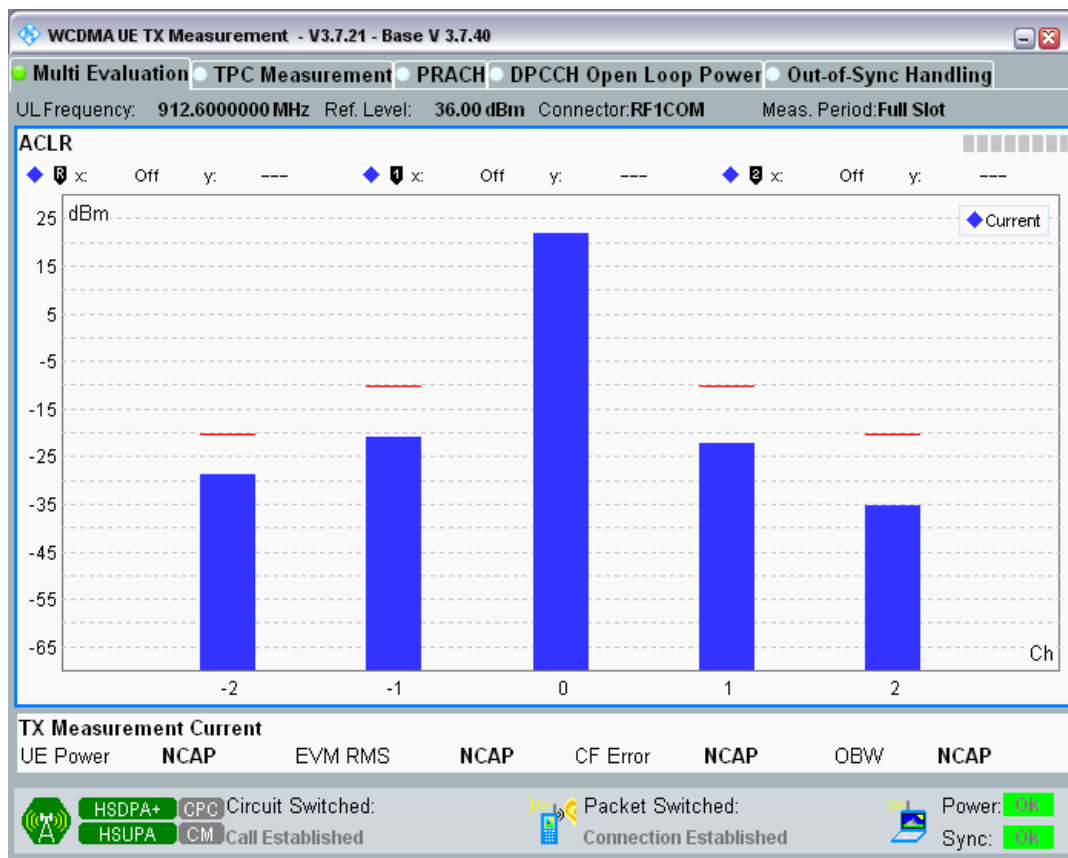 WCDMA UE TX Measurement - V3.7.21 - Base V 3.7.40
Multi Evaluation TPC Measurement PRACH DPCCH Open Loop Power Out-of-Sync Handling
UL Frequency: 912.6000000 MHz Ref. Level: 36.00 dBm Connector:RF1COM Meas. Period:Full Slot
ACLR
R x: Off y: --- 1 x: Off y: --- 2 x: Off y: ---
dBm
Current
25
15
5
-5
-15
-25
-35
-45
-55
-65
Ch
-2 -1 0 1 2
TX Measurement Current
UE Power NCAP EVM RMS NCAP CF Error NCAP OBW NCAP
HSDPA+ CPC Circuit Switched: Packet Switched: Power: OK
HSUPA CM Call Established Connection Established Sync: OK